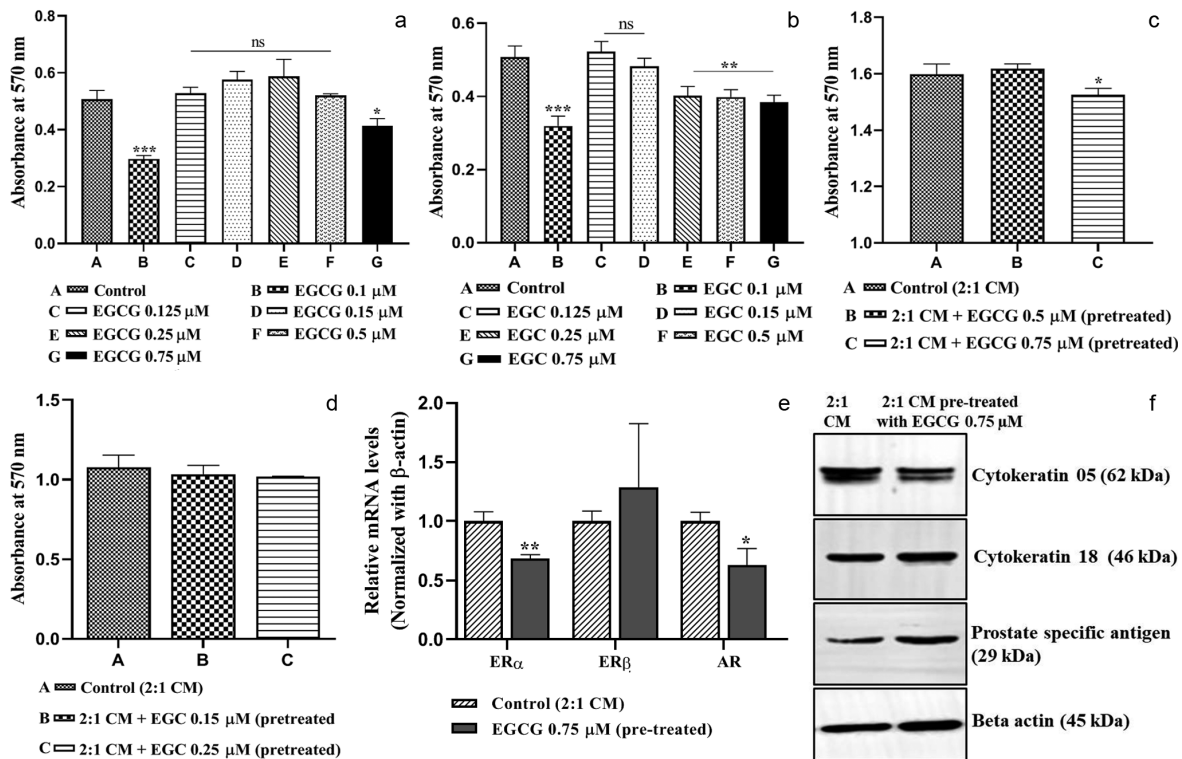 a
Absorbance at 570 nm
0.8
0.6
0.4
0.2
0.0
ns
***
*
A B C D E F G
A Control
B EGCG 0.1 μM
C EGCG 0.125 μM
D EGCG 0.15 μM
E EGCG 0.25 μM
F EGCG 0.5 μM
G EGCG 0.75 μM
b
Absorbance at 570 nm
0.6
0.4
0.2
0.0
ns
***
**
A B C D E F G
A Control
B EGC 0.1 μM
C EGC 0.125 μM
D EGC 0.15 μM
E EGC 0.25 μM
F EGC 0.5 μM
G EGC 0.75 μM
c
Absorbance at 570 nm
1.8
1.6
1.4
1.2
1.0
*
A B C
A Control (2:1 CM)
B 2:1 CM + EGCG 0.5 μM (pretreated)
C 2:1 CM + EGCG 0.75 μM (pretreated)
d
Absorbance at 570 nm
1.5
1.0
0.5
0.0
A B C
A Control (2:1 CM)
B 2:1 CM + EGC 0.15 μM (pretreated
C 2:1 CM + EGC 0.25 μM (pretreated)
e
Relative mRNA levels
(Normalized with β-actin)
2.0
1.5
1.0
0.5
0.0
**
*
ERα ERβ AR
Control (2:1 CM)
EGCG 0.75 μM (pre-treated)
f
2:1 2:1 CM pre-treated
CM with EGCG 0.75 μM
Cytokeratin 05 (62 kDa)
Cytokeratin 18 (46 kDa)
Prostate specific antigen
(29 kDa)
Beta actin (45 kDa)